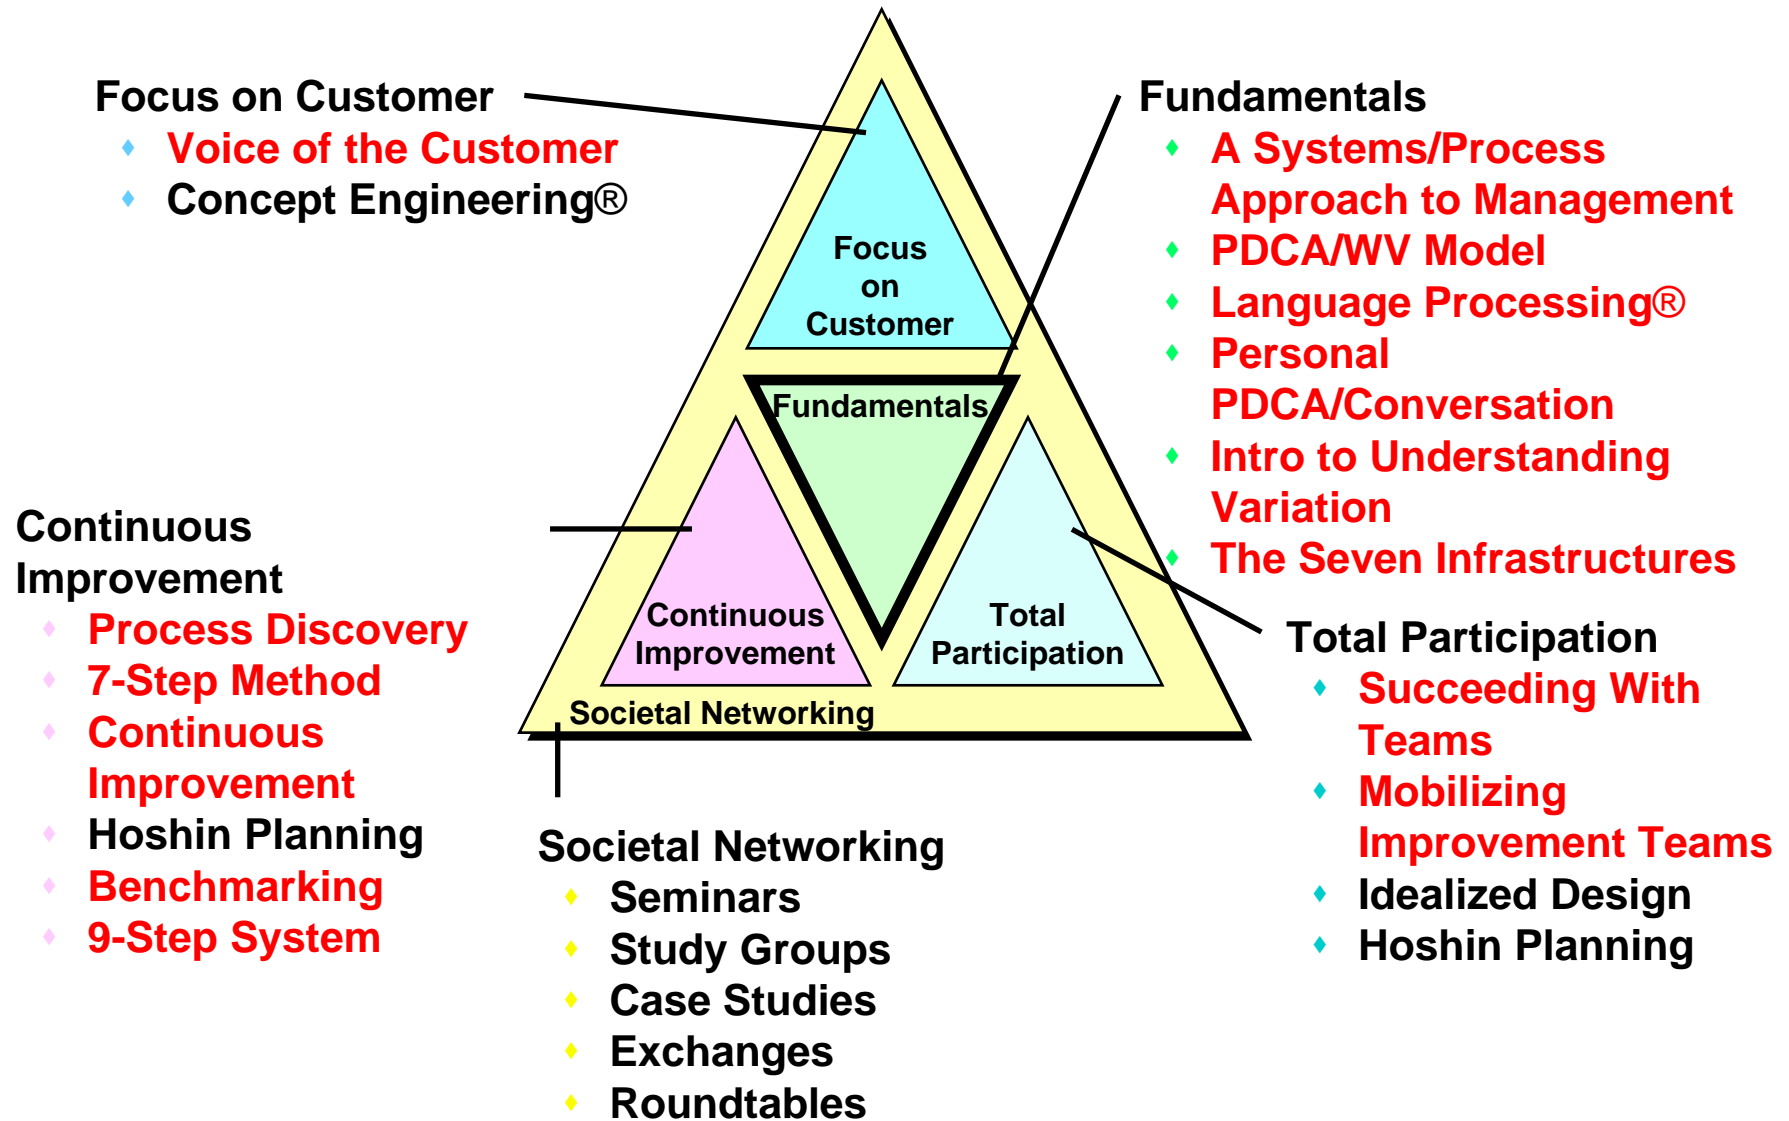 Focus on Customer
Voice of the Customer
Concept Engineering®
Fundamentals
A Systems/Process
Approach to Management
PDCA/WV Model
Language Processing®
Personal
PDCA/Conversation
Intro to Understanding
Variation
The Seven Infrastructures
Focus
on
Customer
Fundamentals
Continuous
Improvement
Total
Participation
Societal Networking
Continuous
Improvement
Process Discovery
7-Step Method
Continuous
Improvement
Hoshin Planning
Benchmarking
9-Step System
Total Participation
Succeeding With
Teams
Mobilizing
Improvement Teams
Idealized Design
Hoshin Planning
Societal Networking
Seminars
Study Groups
Case Studies
Exchanges
Roundtables